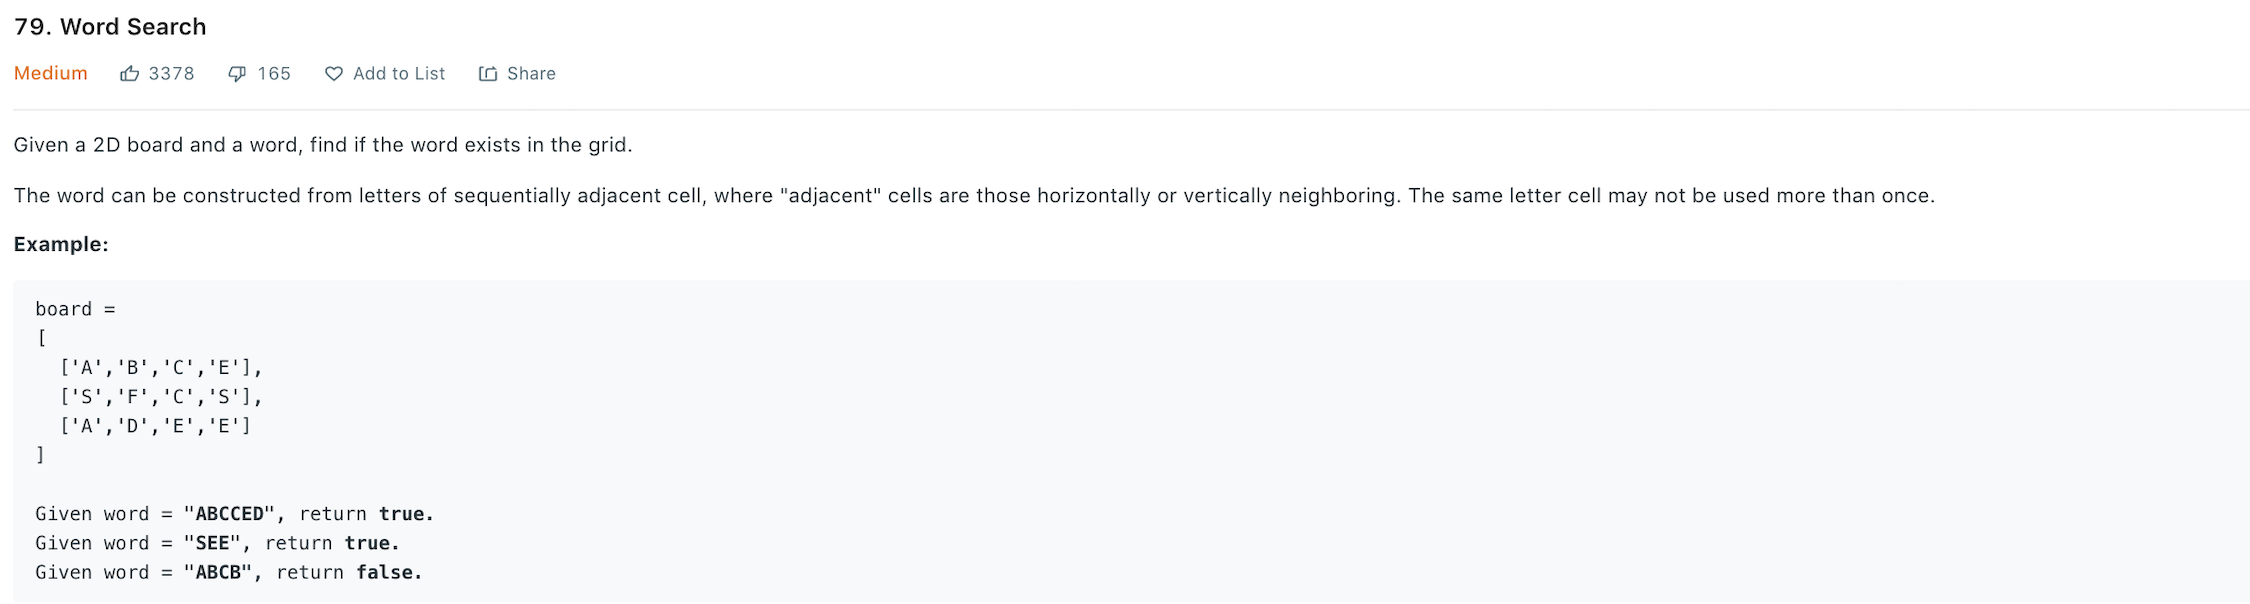 79. Word Search
Medium 3378 165 Add to List Share
Given a 2D board and a word, find if the word exists in the grid.
The word can be constructed from letters of sequentially adjacent cell, where "adjacent" cells are those horizontally or vertically neighboring. The same letter cell may not be used more than once.
Example:
board =
[
  ['A','B','C','E'],
  ['S','F','C','S'],
  ['A','D','E','E']
]
Given word = "ABCCED", return true.
Given word = "SEE", return true.
Given word = "ABCB", return false.